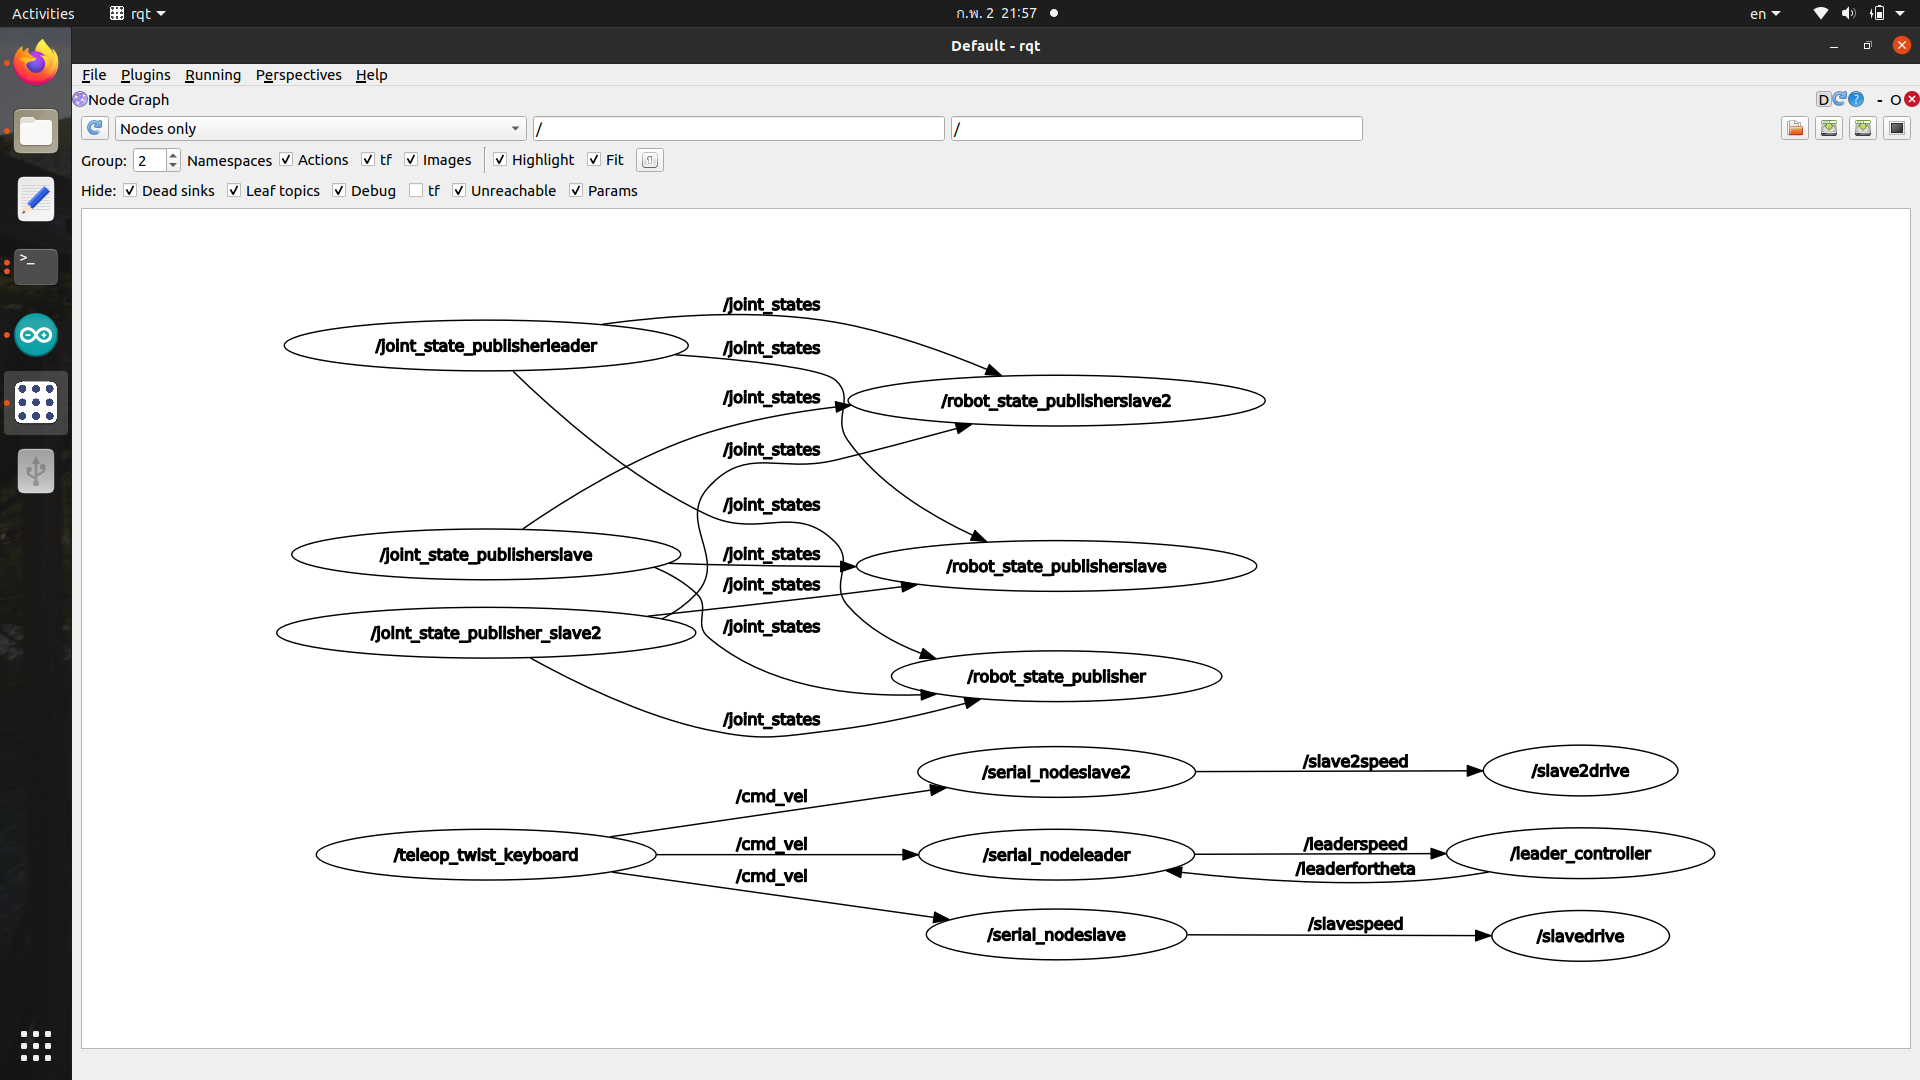 Activities
rqt
ก.พ. 2 21:57
en
Default - rqt
File Plugins Running Perspectives Help
Node Graph
D
- O
Nodes only
/
/
Group: 2 Namespaces Actions tf Images Highlight Fit
Hide: Dead sinks Leaf topics Debug tf Unreachable Params
/joint_states
/joint_state_publisherleader
/joint_states
/joint_states
/robot_state_publisherslave2
/joint_states
/joint_states
/joint_state_publisherslave
/joint_states
/robot_state_publisherslave
/joint_states
/joint_state_publisher_slave2
/joint_states
/robot_state_publisher
/joint_states
/serial_nodeslave2
/slave2speed
/slave2drive
/cmd_vel
/teleop_twist_keyboard
/cmd_vel
/serial_nodeleader
/leaderspeed
/leader_controller
/leaderfortheta
/cmd_vel
/serial_nodeslave
/slavespeed
/slavedrive